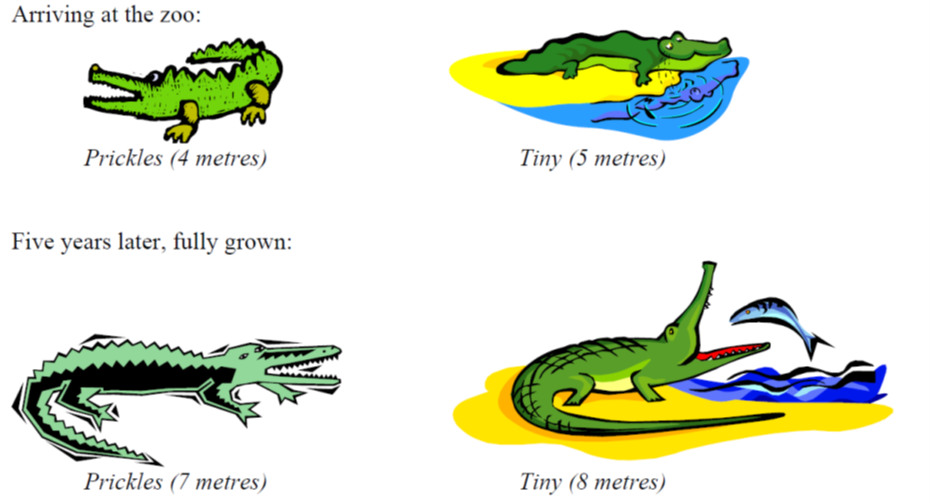 Arriving at the zoo:
Prickles (4 metres)
Tiny (5 metres)
Five years later, fully grown:
Prickles (7 metres)
Tiny (8 metres)